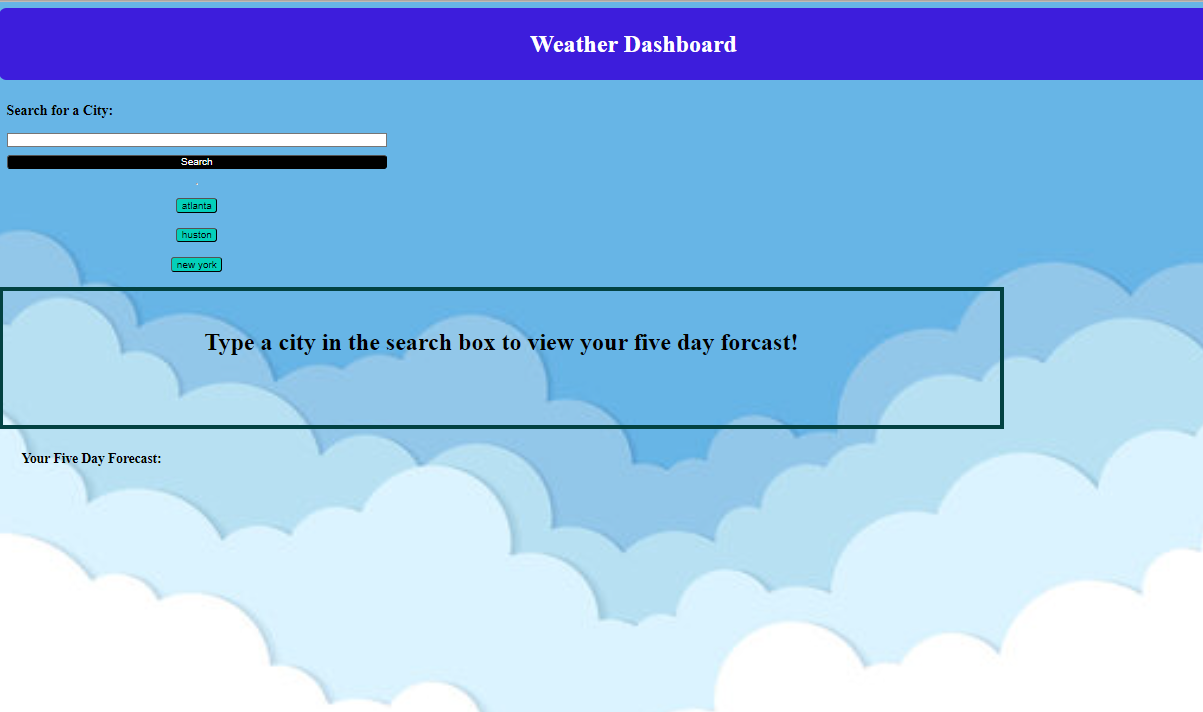 Weather Dashboard
Search for a City:
Search
atlanta
huston
new york
Type a city in the search box to view your five day forcast!
Your Five Day Forecast: